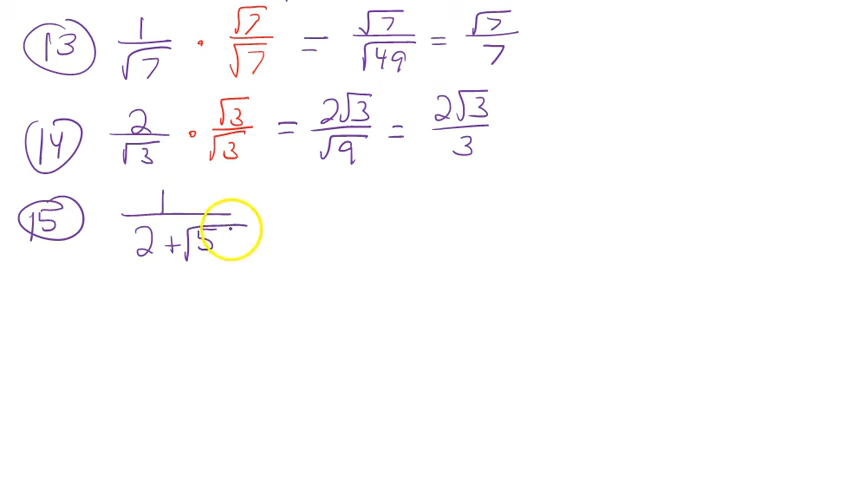 13 1/√7 · √7/√7 = √7/√49 = √7/7
14 2/√3 · √3/√3 = 2√3/√9 = 2√3/3
15 1/(2+√5)